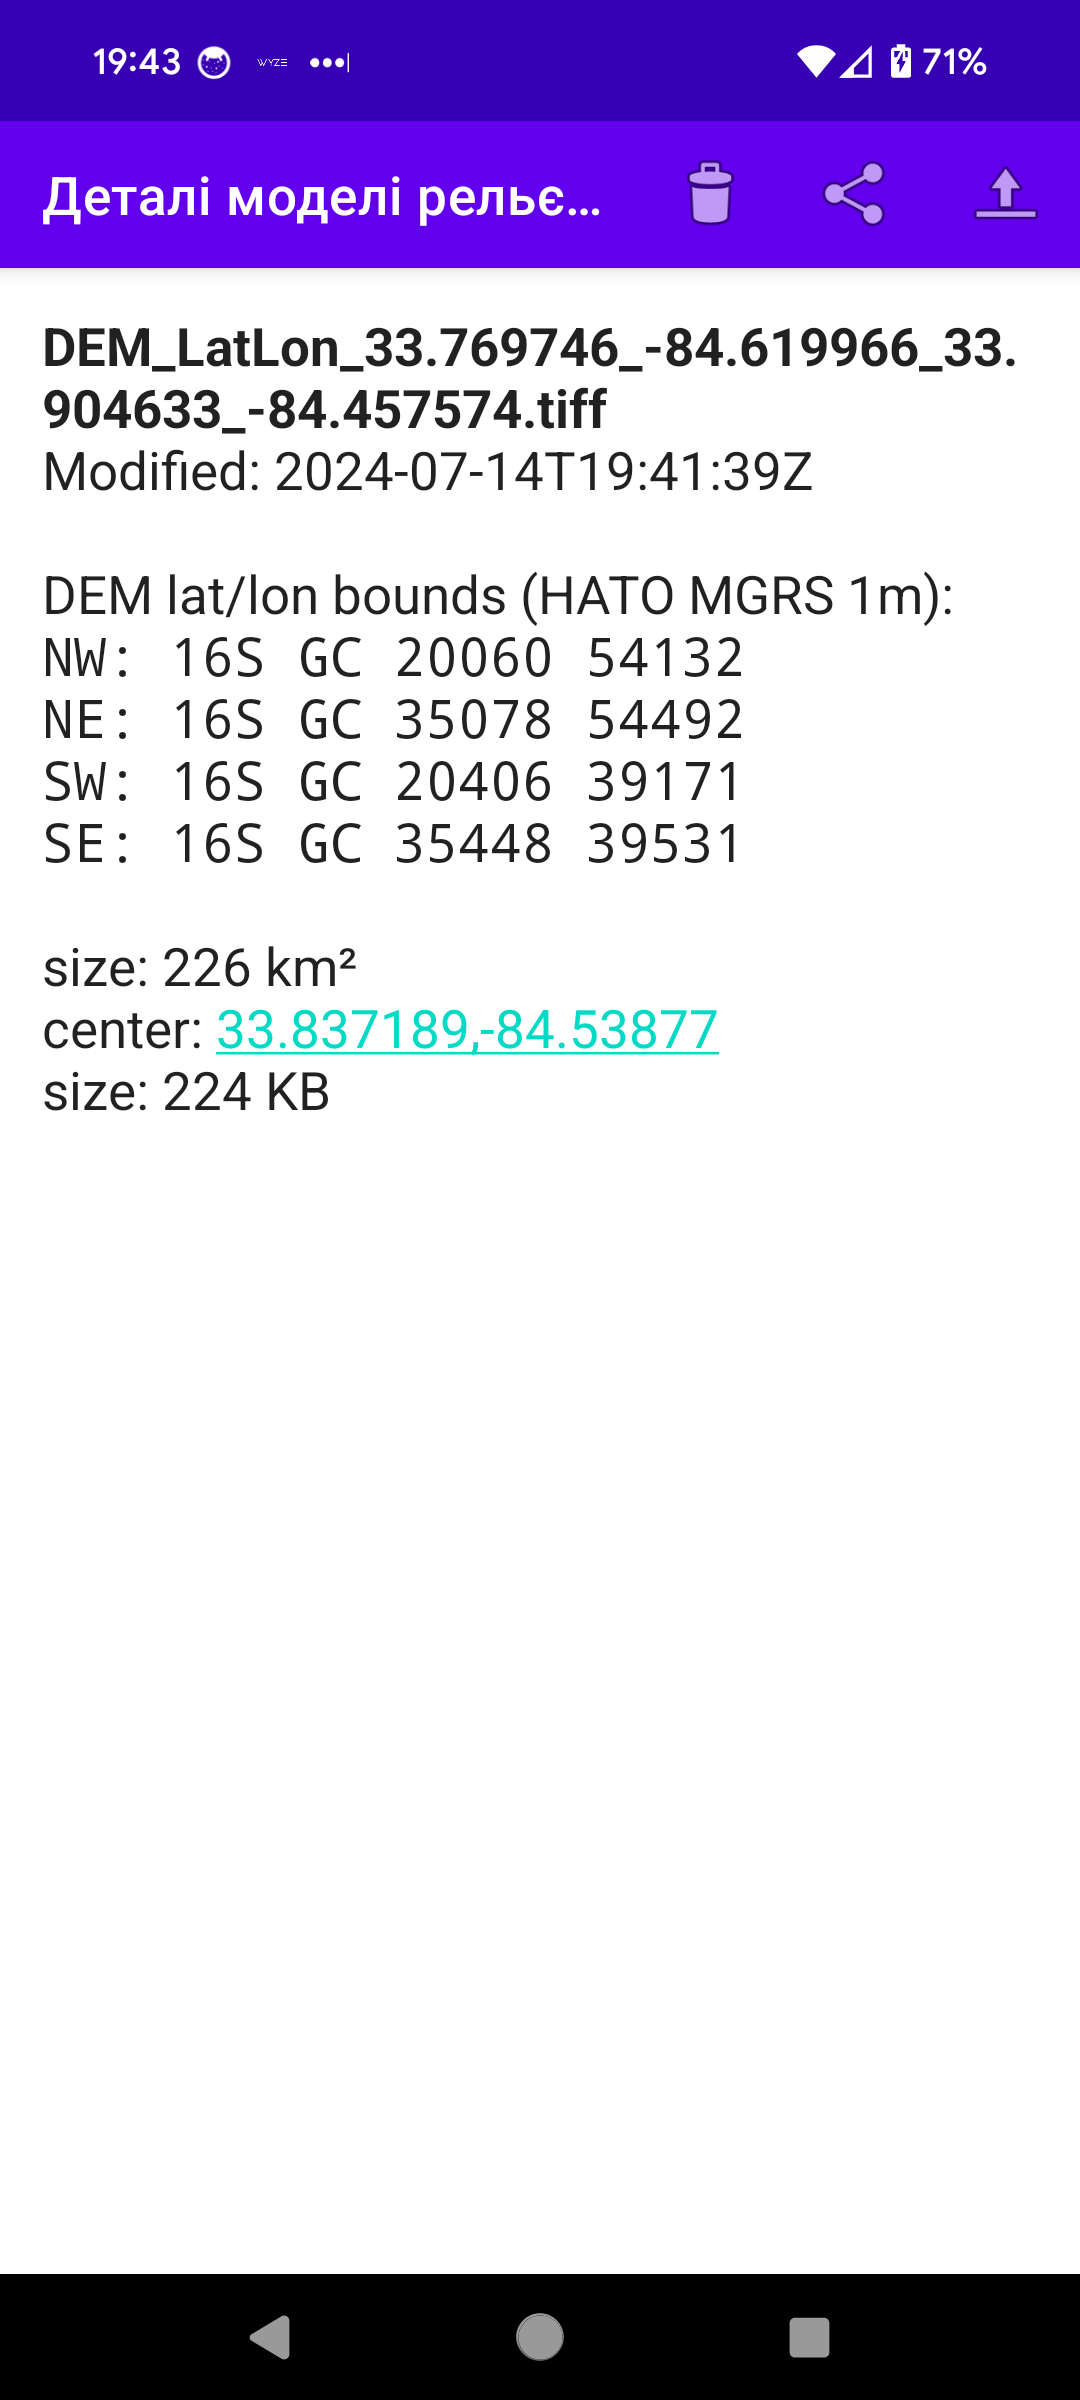 19:43 WYZE 71%
Деталі моделі рельє...
DEM_LatLon_33.769746_-84.619966_33.
904633_-84.457574.tiff
Modified: 2024-07-14T19:41:39Z
DEM lat/lon bounds (HATO MGRS 1m):
NW: 16S GC 20060 54132
NE: 16S GC 35078 54492
SW: 16S GC 20406 39171
SE: 16S GC 35448 39531
size: 226 km²
center: 33.837189,-84.53877
size: 224 KB